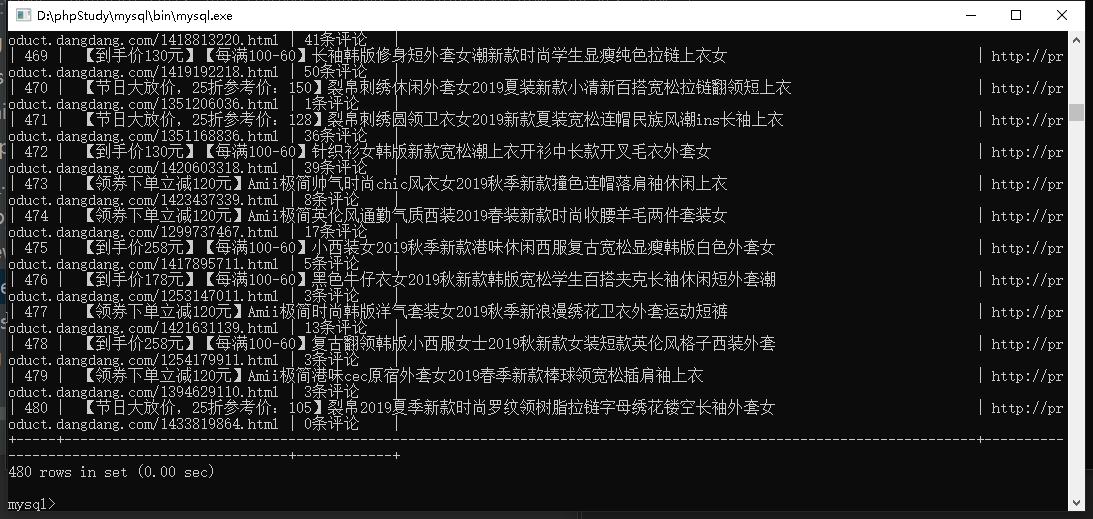 D:\phpStudy\mysql\bin\mysql.exe
oduct.dangdang.com/1418813220.html | 41条评论 |
| 469 | 【到手价130元】【每满100-60】长袖韩版修身短外套女潮新款时尚学生显瘦纯色拉链上衣女 | http://pr
oduct.dangdang.com/1419192218.html | 50条评论 |
| 470 | 【节日大放价，25折参考价：150】裂帛刺绣休闲外套女2019夏装新款小清新百搭宽松拉链翻领短上衣 | http://pr
oduct.dangdang.com/1351206036.html | 1条评论 |
| 471 | 【节日大放价，25折参考价：128】裂帛刺绣圆领卫衣女2019新款夏装宽松连帽民族风潮ins长袖上衣 | http://pr
oduct.dangdang.com/1351168836.html | 36条评论 |
| 472 | 【到手价130元】【每满100-60】针织衫女韩版新款宽松潮上衣开衫中长款开叉毛衣外套女 | http://pr
oduct.dangdang.com/1420603318.html | 39条评论 |
| 473 | 【领券下单立减120元】Amii极简帅气时尚chic风衣女2019秋季新款撞色连帽落肩袖休闲上衣 | http://pr
oduct.dangdang.com/1423437339.html | 8条评论 |
| 474 | 【领券下单立减120元】Amii极简英伦风通勤气质西装2019春装新款时尚收腰羊毛两件套装女 | http://pr
oduct.dangdang.com/1299737467.html | 17条评论 |
| 475 | 【到手价258元】【每满100-60】小西装女2019秋季新款港味休闲西服复古宽松显瘦韩版白色外套女 | http://pr
oduct.dangdang.com/1417895711.html | 5条评论 |
| 476 | 【到手价178元】【每满100-60】黑色牛仔衣女2019秋新款韩版宽松学生百搭夹克长袖休闲短外套潮 | http://pr
oduct.dangdang.com/1253147011.html | 3条评论 |
| 477 | 【领券下单立减120元】Amii极简时尚韩版洋气套装女2019秋季新浪漫绣花卫衣外套运动短裤 | http://pr
oduct.dangdang.com/1421631139.html | 13条评论 |
| 478 | 【到手价258元】【每满100-60】复古翻领韩版小西服女士2019秋新款女装短款英伦风格子西装外套 | http://pr
oduct.dangdang.com/1254179911.html | 3条评论 |
| 479 | 【领券下单立减120元】Amii极简港味cec原宿外套女2019春季新款棒球领宽松插肩袖上衣 | http://pr
oduct.dangdang.com/1394629110.html | 3条评论 |
| 480 | 【节日大放价，25折参考价：105】裂帛2019夏季新款时尚罗纹领树脂拉链字母绣花镂空长袖外套女 | http://pr
oduct.dangdang.com/1433819864.html | 0条评论 |
480 rows in set (0.00 sec)
mysql>